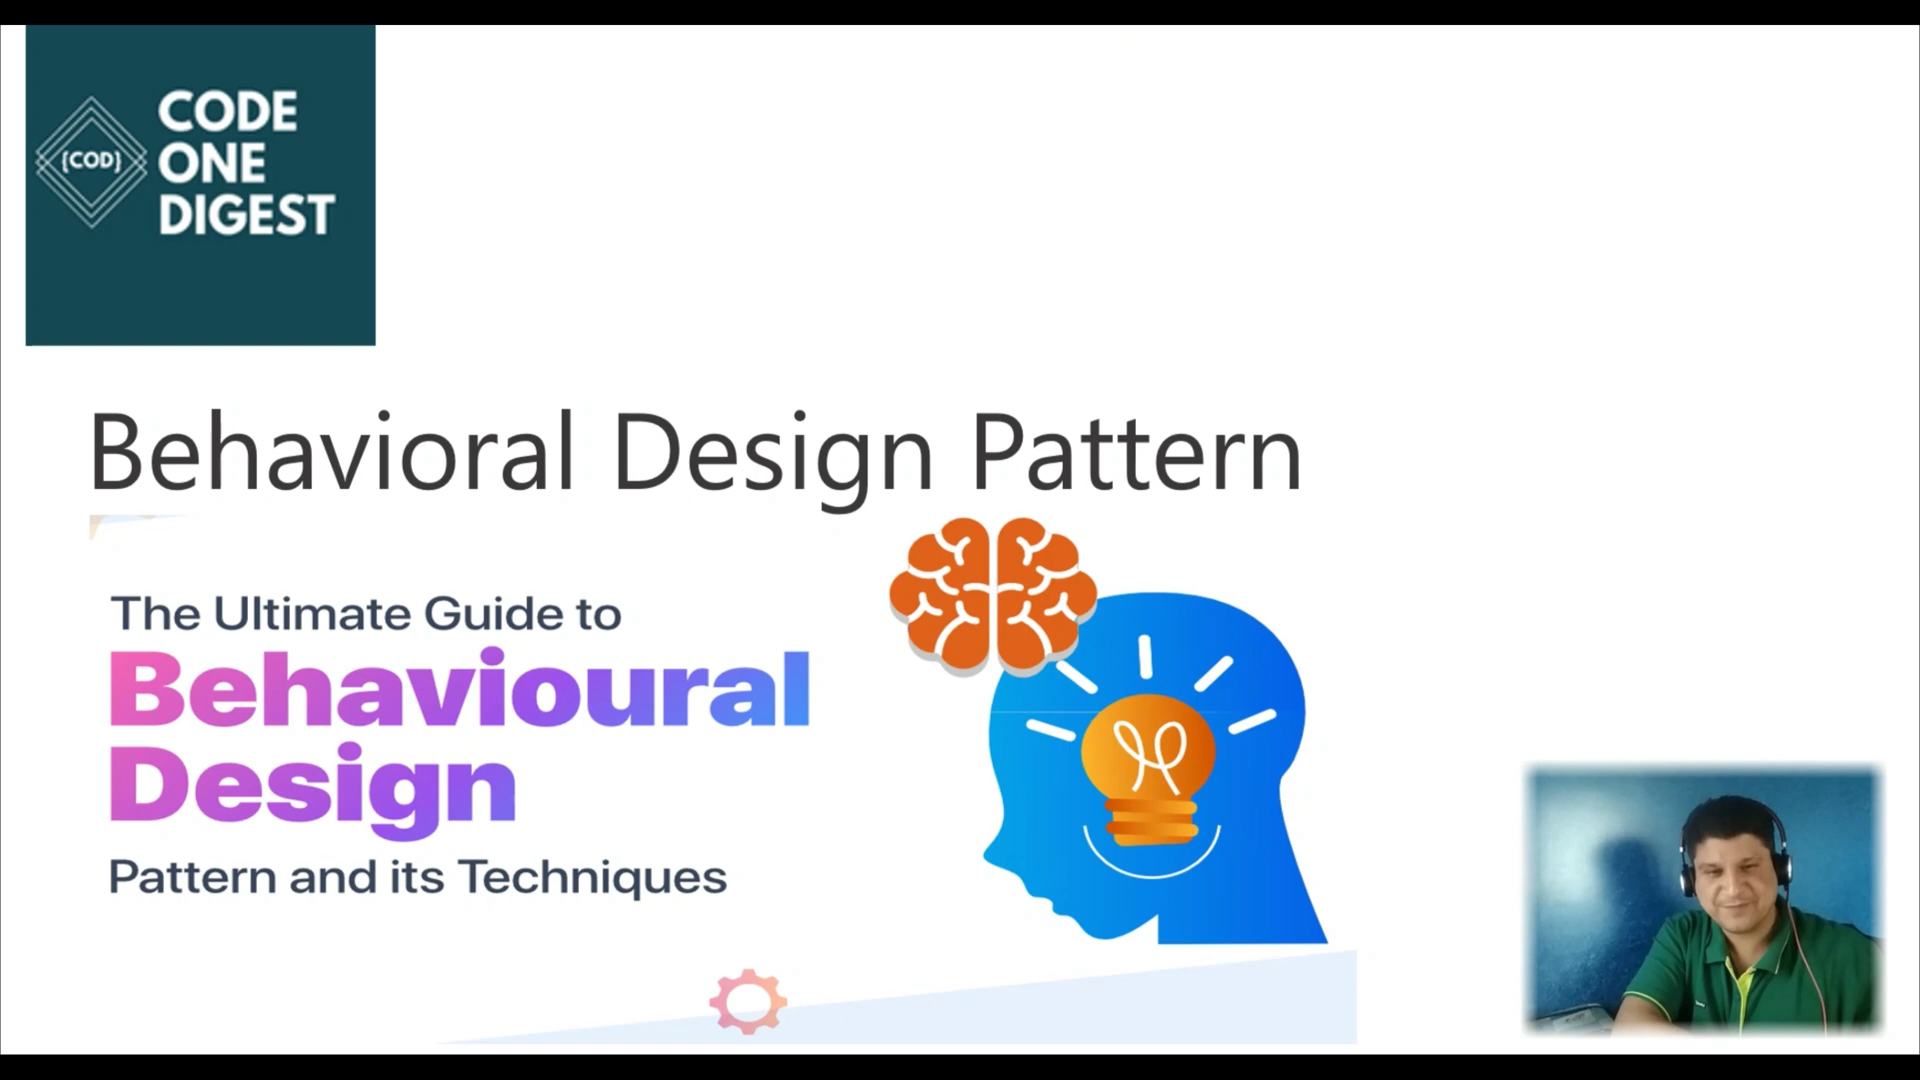 {COD}
CODE
ONE
DIGEST
Behavioral Design Pattern
The Ultimate Guide to
Behavioural
Design
Pattern and its Techniques